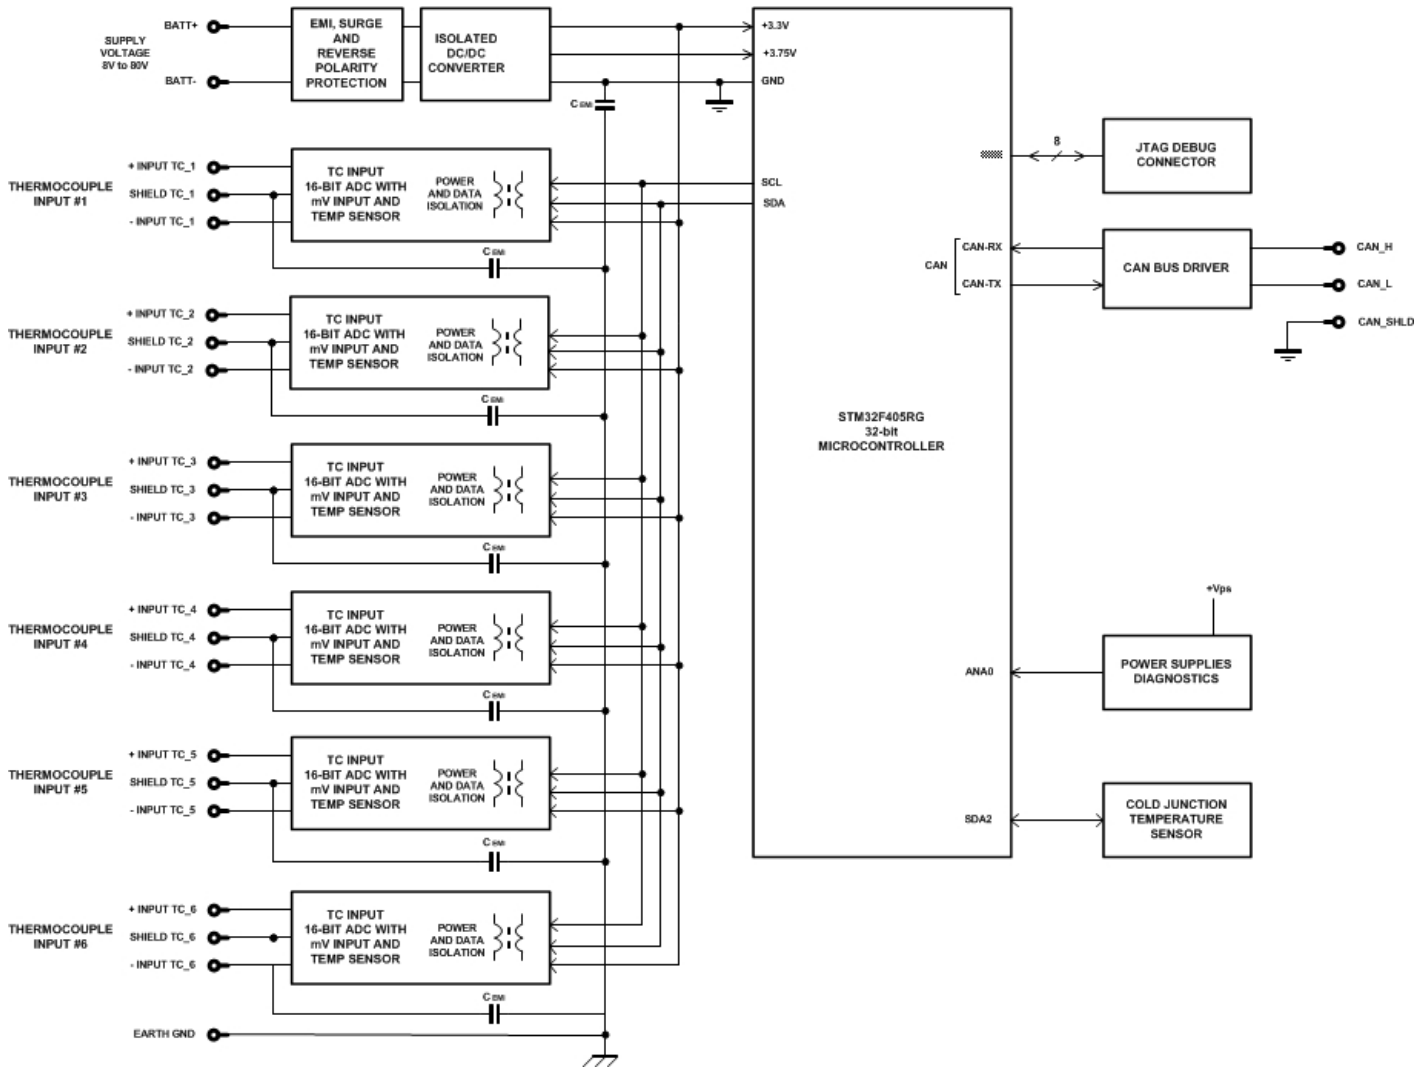 BATT+
SUPPLY
VOLTAGE
8V to 80V
BATT-
EMI, SURGE
AND
REVERSE
POLARITY
PROTECTION
ISOLATED
DC/DC
CONVERTER
C EMI
+3.3V
+3.75V
GND
SCL
SDA
THERMOCOUPLE
INPUT #1
+ INPUT TC_1
SHIELD TC_1
- INPUT TC_1
TC INPUT
16-BIT ADC WITH
mV INPUT AND
TEMP SENSOR
POWER
AND DATA
ISOLATION
C EMI
THERMOCOUPLE
INPUT #2
+ INPUT TC_2
SHIELD TC_2
- INPUT TC_2
TC INPUT
16-BIT ADC WITH
mV INPUT AND
TEMP SENSOR
POWER
AND DATA
ISOLATION
C EMI
THERMOCOUPLE
INPUT #3
+ INPUT TC_3
SHIELD TC_3
- INPUT TC_3
TC INPUT
16-BIT ADC WITH
mV INPUT AND
TEMP SENSOR
POWER
AND DATA
ISOLATION
C EMI
THERMOCOUPLE
INPUT #4
+ INPUT TC_4
SHIELD TC_4
- INPUT TC_4
TC INPUT
16-BIT ADC WITH
mV INPUT AND
TEMP SENSOR
POWER
AND DATA
ISOLATION
C EMI
THERMOCOUPLE
INPUT #5
+ INPUT TC_5
SHIELD TC_5
- INPUT TC_5
TC INPUT
16-BIT ADC WITH
mV INPUT AND
TEMP SENSOR
POWER
AND DATA
ISOLATION
C EMI
THERMOCOUPLE
INPUT #6
+ INPUT TC_6
SHIELD TC_6
- INPUT TC_6
TC INPUT
16-BIT ADC WITH
mV INPUT AND
TEMP SENSOR
POWER
AND DATA
ISOLATION
C EMI
EARTH GND
STM32F405RG
32-bit
MICROCONTROLLER
8
JTAG DEBUG
CONNECTOR
CAN
CAN-RX
CAN-TX
CAN BUS DRIVER
CAN_H
CAN_L
CAN_SHLD
+Vps
ANA0
POWER SUPPLIES
DIAGNOSTICS
SDA2
COLD JUNCTION
TEMPERATURE
SENSOR